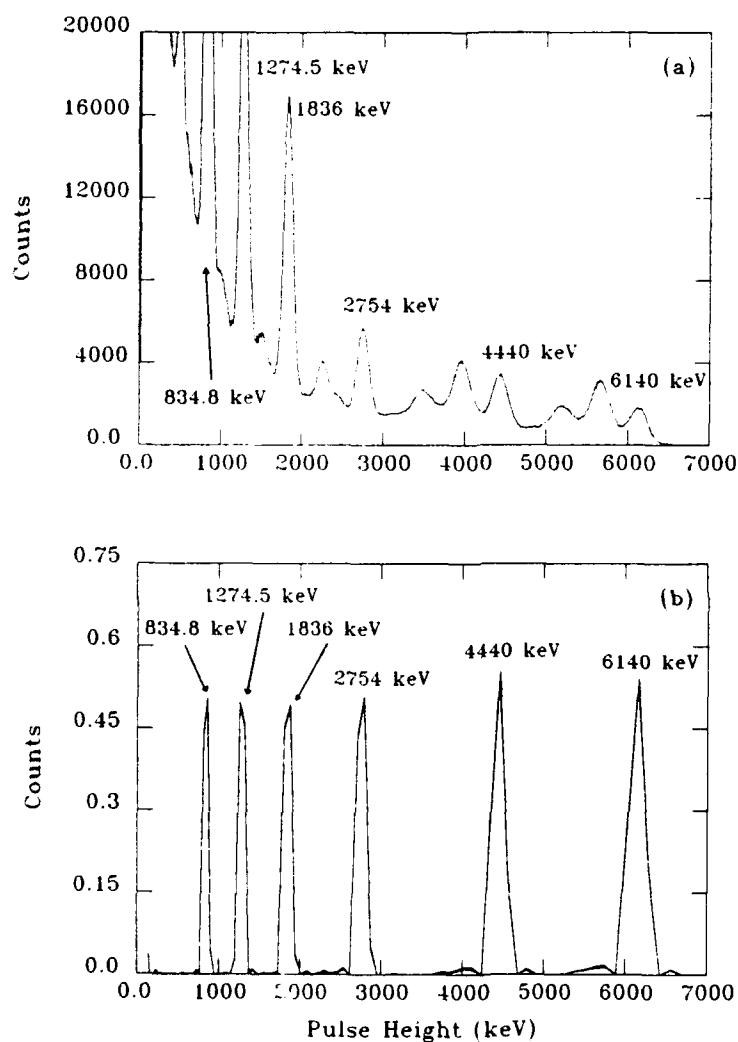 20000
(a)
1274.5 keV
16000
1836 keV
12000
Counts
8000
2754 keV
4440 keV
4000
6140 keV
834.8 keV
0.0
0.0 1000 2000 3000 4000 5000 6000 7000
0.75
1274.5 keV
(b)
834.8 keV
1836 keV
0.6
4440 keV
6140 keV
2754 keV
0.45
Counts
0.3
0.15
0.0
0.0 1000 2000 3000 4000 5000 6000 7000
Pulse Height (keV)